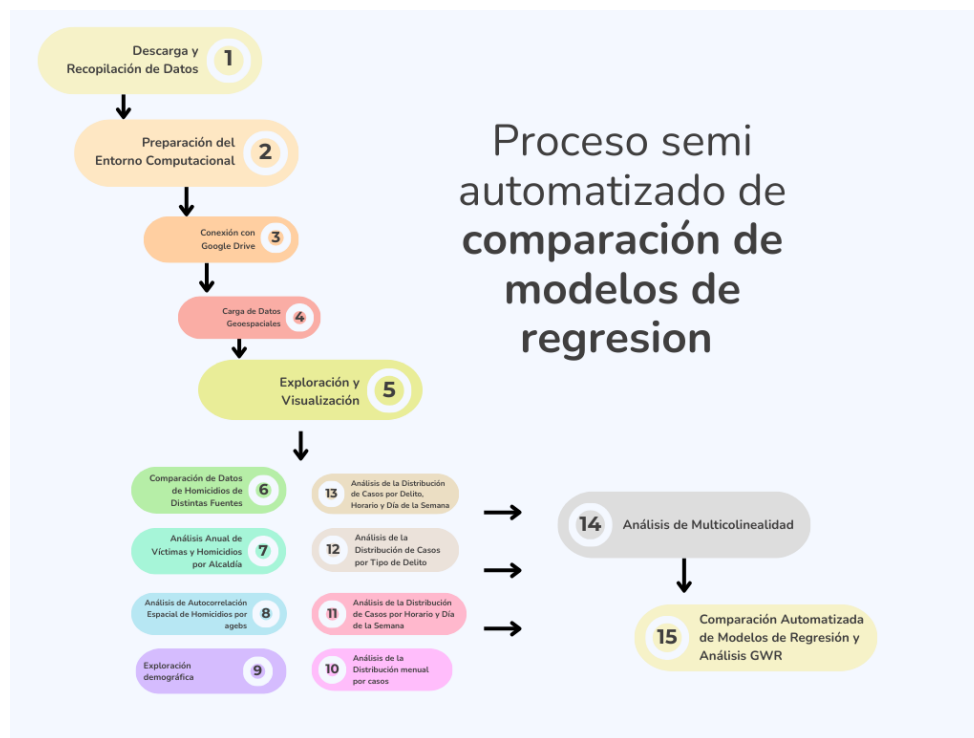 Descarga y
Recopilación de Datos
1
Preparación del
Entorno Computacional
2
Conexión con
Google Drive
3
Carga de Datos
Geoespaciales
4
Exploración y
Visualización
5
Proceso semi
automatizado de
comparación de
modelos de
regresion
Comparación de Datos
de Homicidios de
Distintas Fuentes
6
Análisis Anual de
Víctimas y Homicidios
por Alcaldía
7
Análisis de Autocorrelación
Espacial de Homicidios por
agebs
8
Exploración
demográfica
9
13
Análisis de la Distribución
de Casos por Delito,
Horario y Día de la Semana
12
Análisis de la
Distribución de Casos
por Tipo de Delito
11
Análisis de la Distribución
de Casos por Horario y Día
de la Semana
10
Análisis de la
Distribución menual
por casos
14
Análisis de Multicolinealidad
15
Comparación Automatizada
de Modelos de Regresión y
Análisis GWR